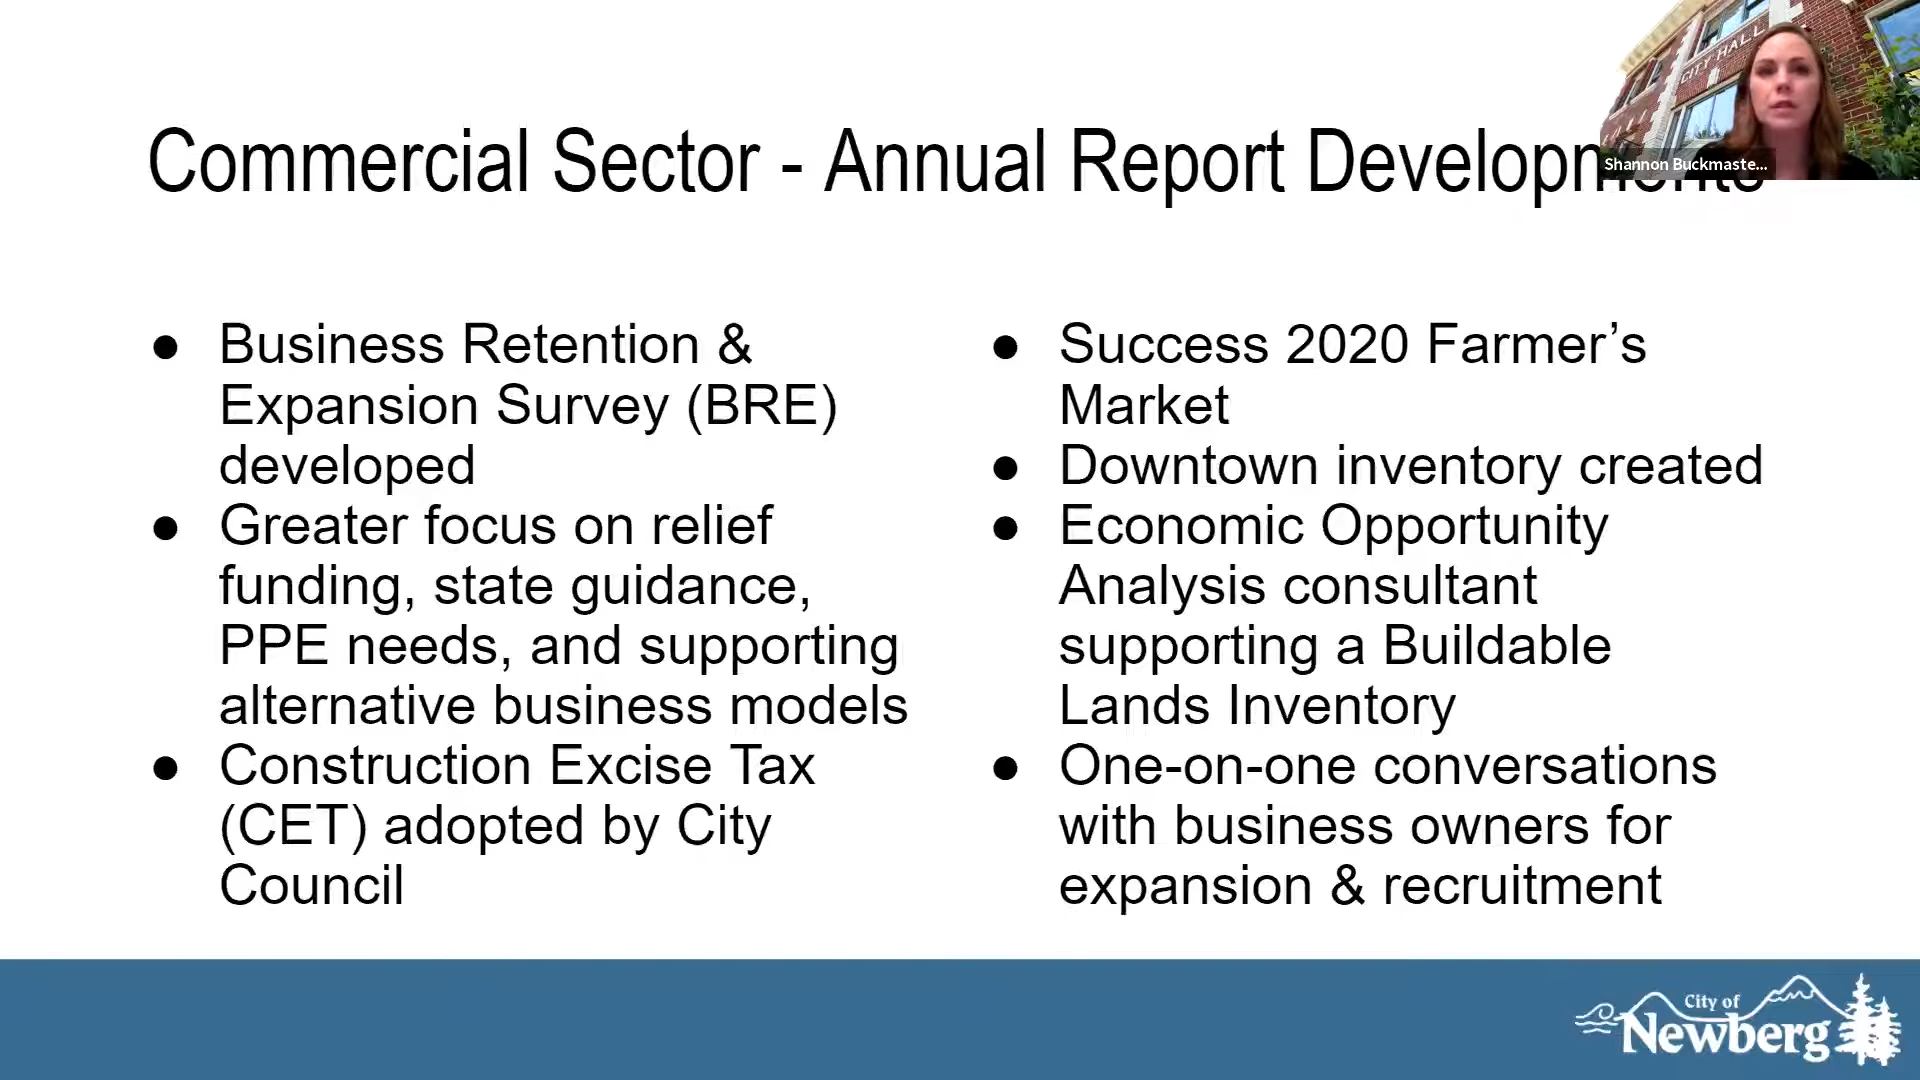 Commercial Sector - Annual Report Developments
CITY HALL
Shannon Buckmaste...
● Business Retention &
Expansion Survey (BRE)
developed
● Greater focus on relief
funding, state guidance,
PPE needs, and supporting
alternative business models
● Construction Excise Tax
(CET) adopted by City
Council
● Success 2020 Farmer’s
Market
● Downtown inventory created
● Economic Opportunity
Analysis consultant
supporting a Buildable
Lands Inventory
● One-on-one conversations
with business owners for
expansion & recruitment
City of
Newberg